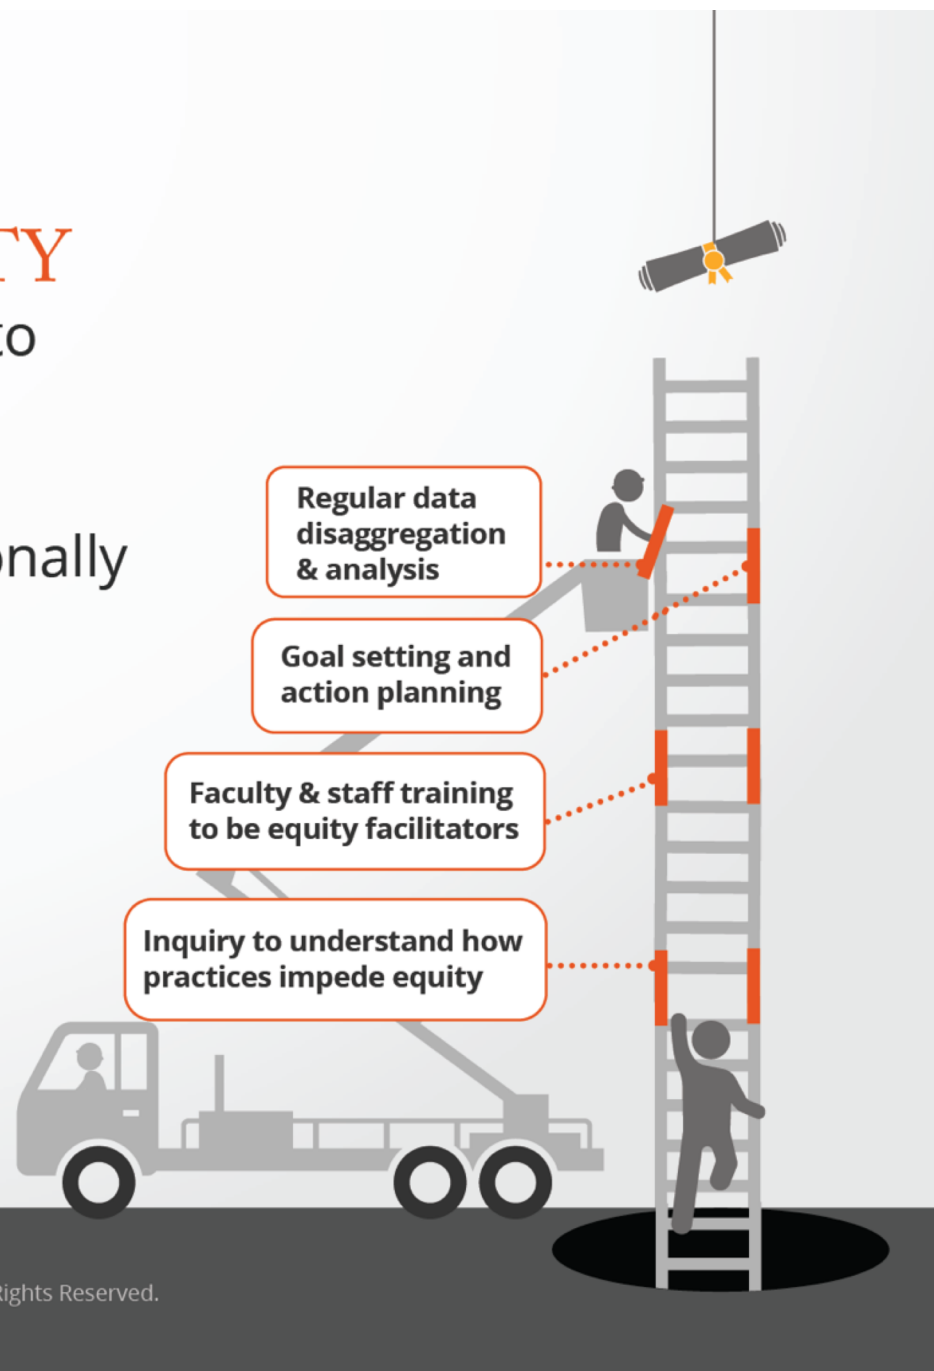 TY
to
onally
Regular data
disaggregation
& analysis
Goal setting and
action planning
Faculty & staff training
to be equity facilitators
Inquiry to understand how
practices impede equity
Rights Reserved.